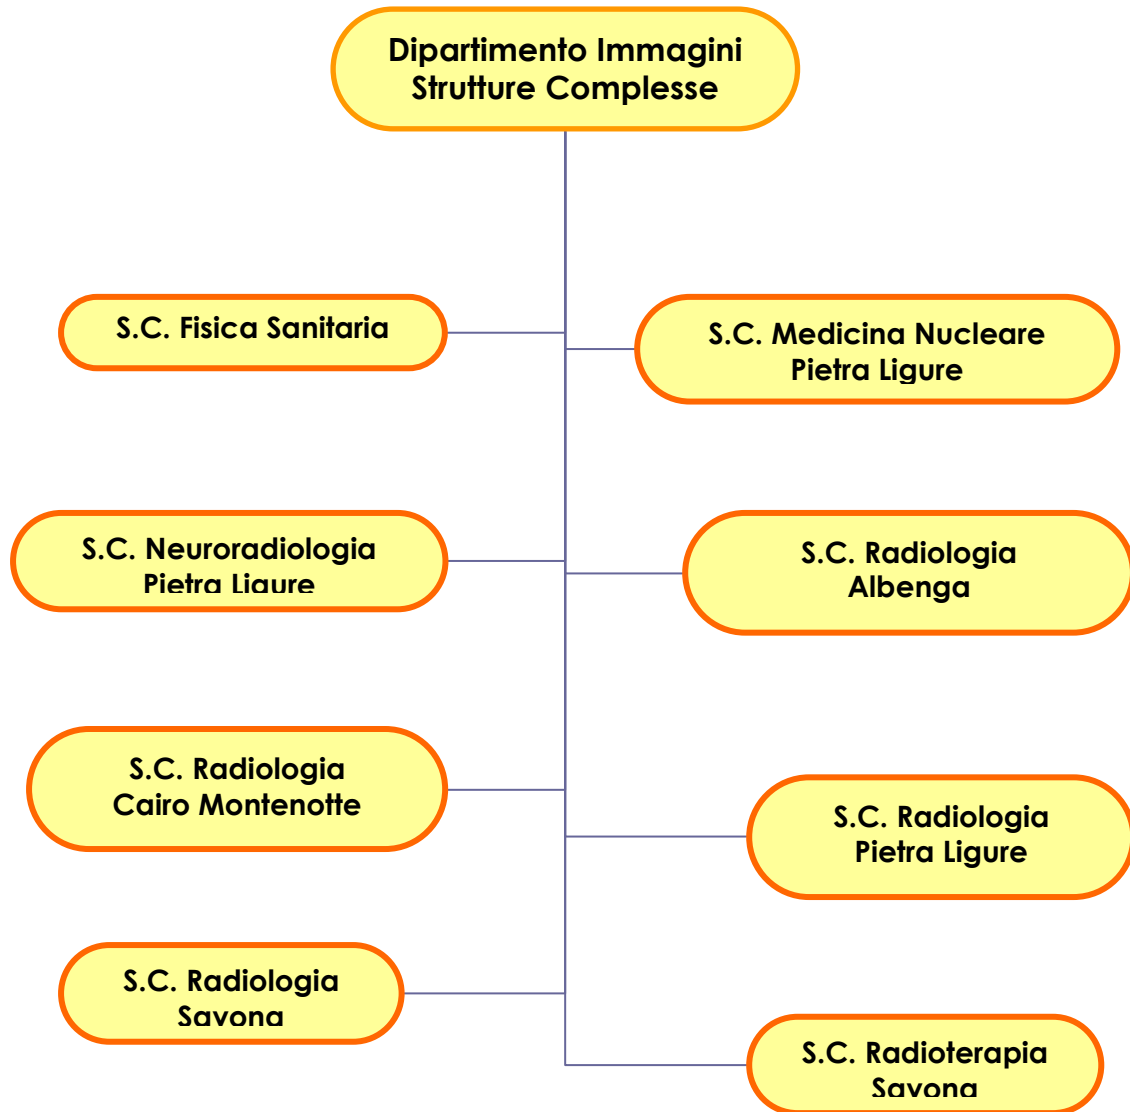 Dipartimento Immagini
Strutture Complesse
S.C. Fisica Sanitaria
S.C. Medicina Nucleare
Pietra Ligure
S.C. Neuroradiologia
Pietra Ligure
S.C. Radiologia
Albenga
S.C. Radiologia
Cairo Montenotte
S.C. Radiologia
Pietra Ligure
S.C. Radiologia
Savona
S.C. Radioterapia
Savona